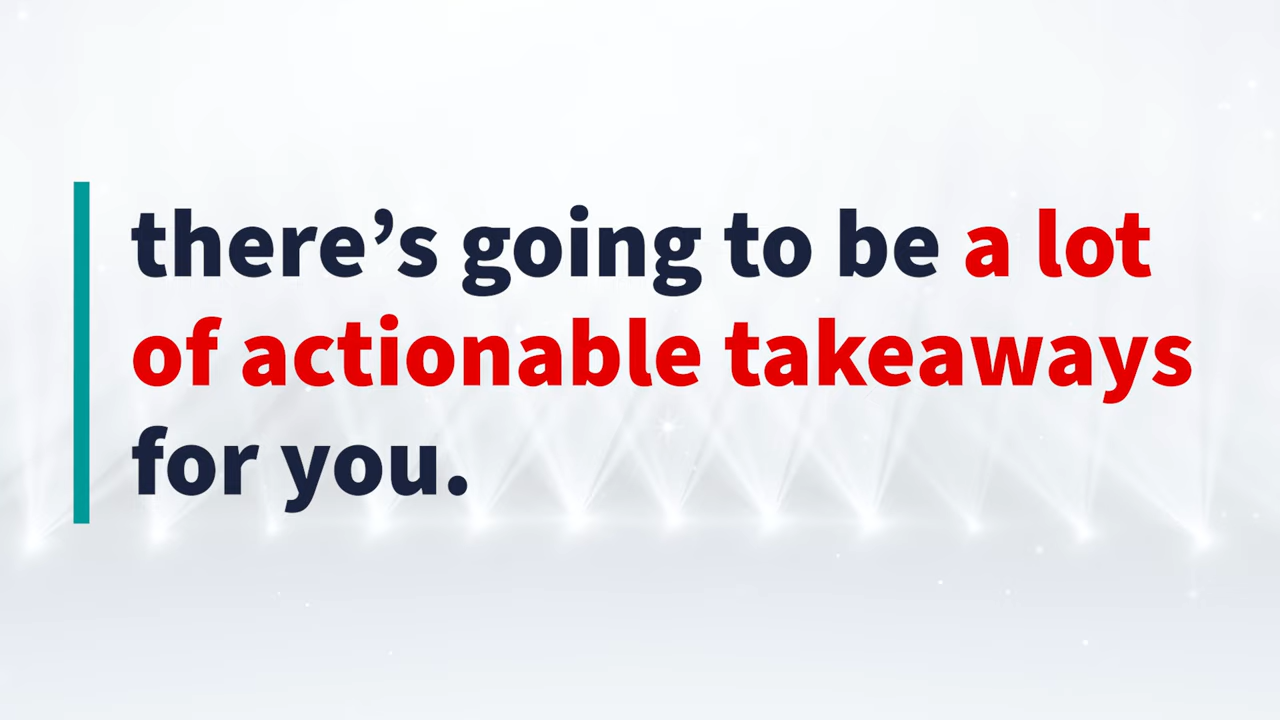 there’s going to be a lot
of actionable takeaways
for you.